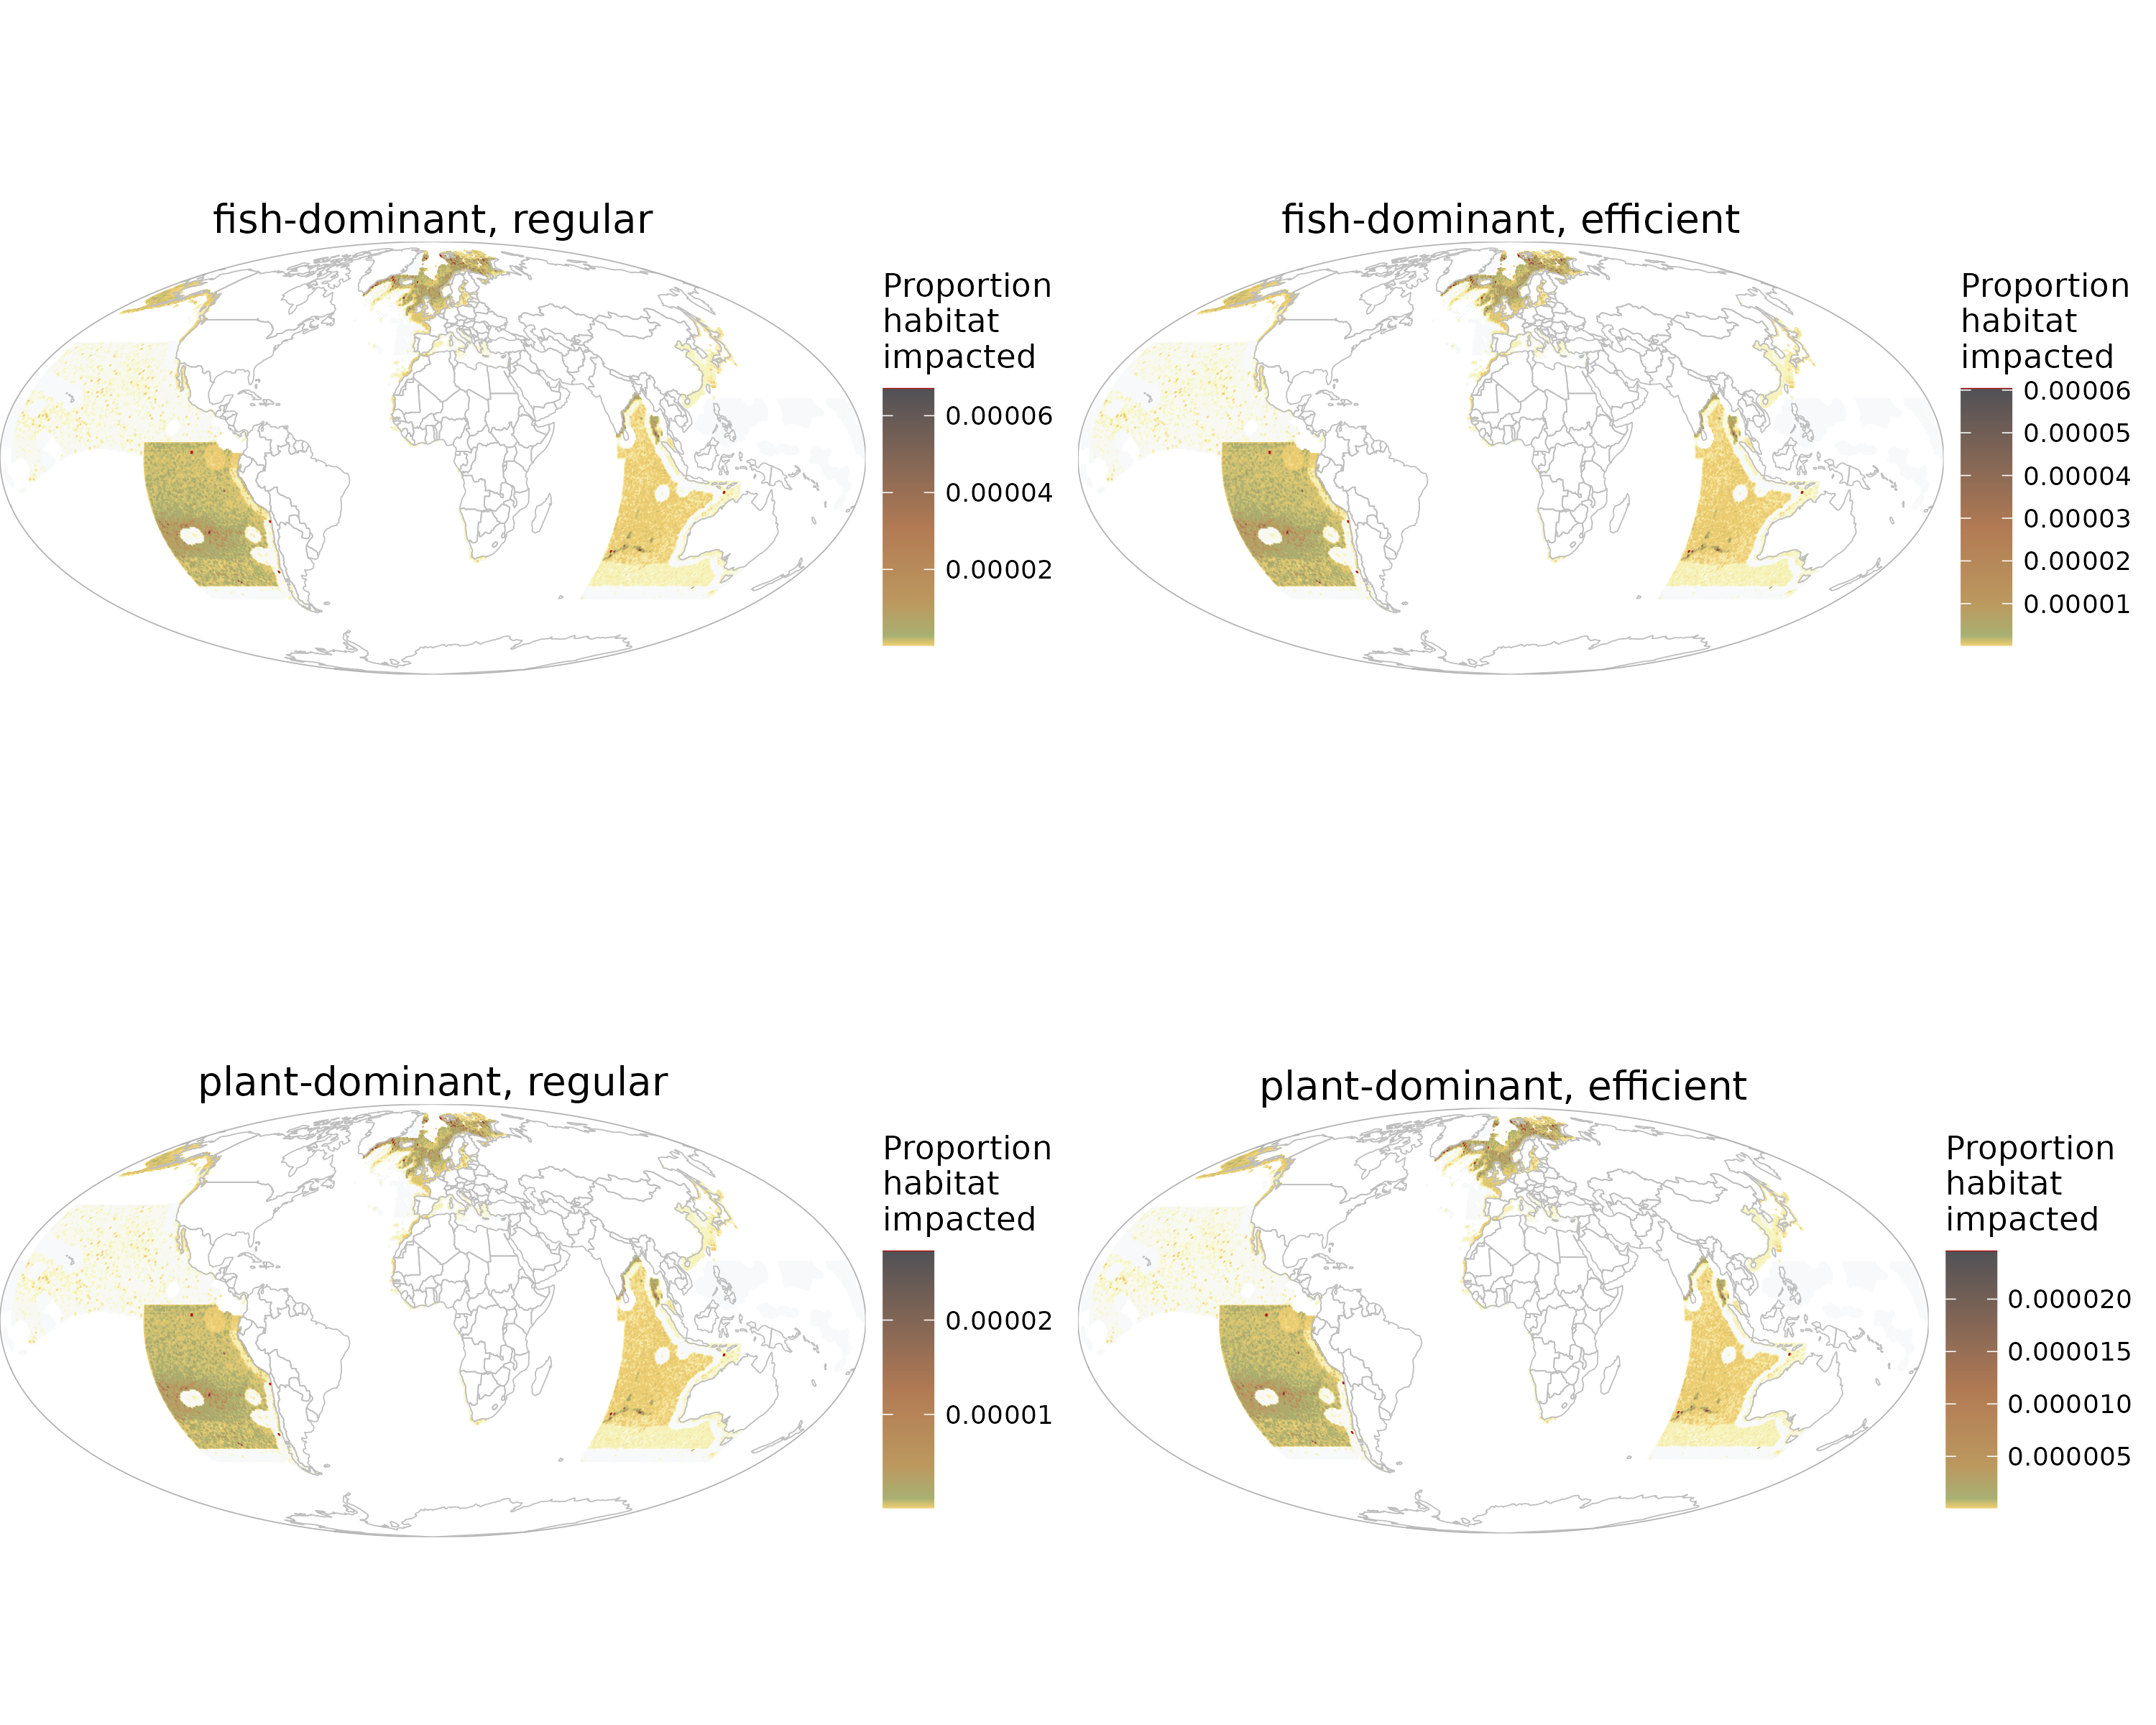 fish-dominant, regular
Proportion
habitat
impacted
0.00006
0.00004
0.00002
fish-dominant, efficient
Proportion
habitat
impacted
0.00006
0.00005
0.00004
0.00003
0.00002
0.00001
plant-dominant, regular
Proportion
habitat
impacted
0.00002
0.00001
plant-dominant, efficient
Proportion
habitat
impacted
0.000020
0.000015
0.000010
0.000005